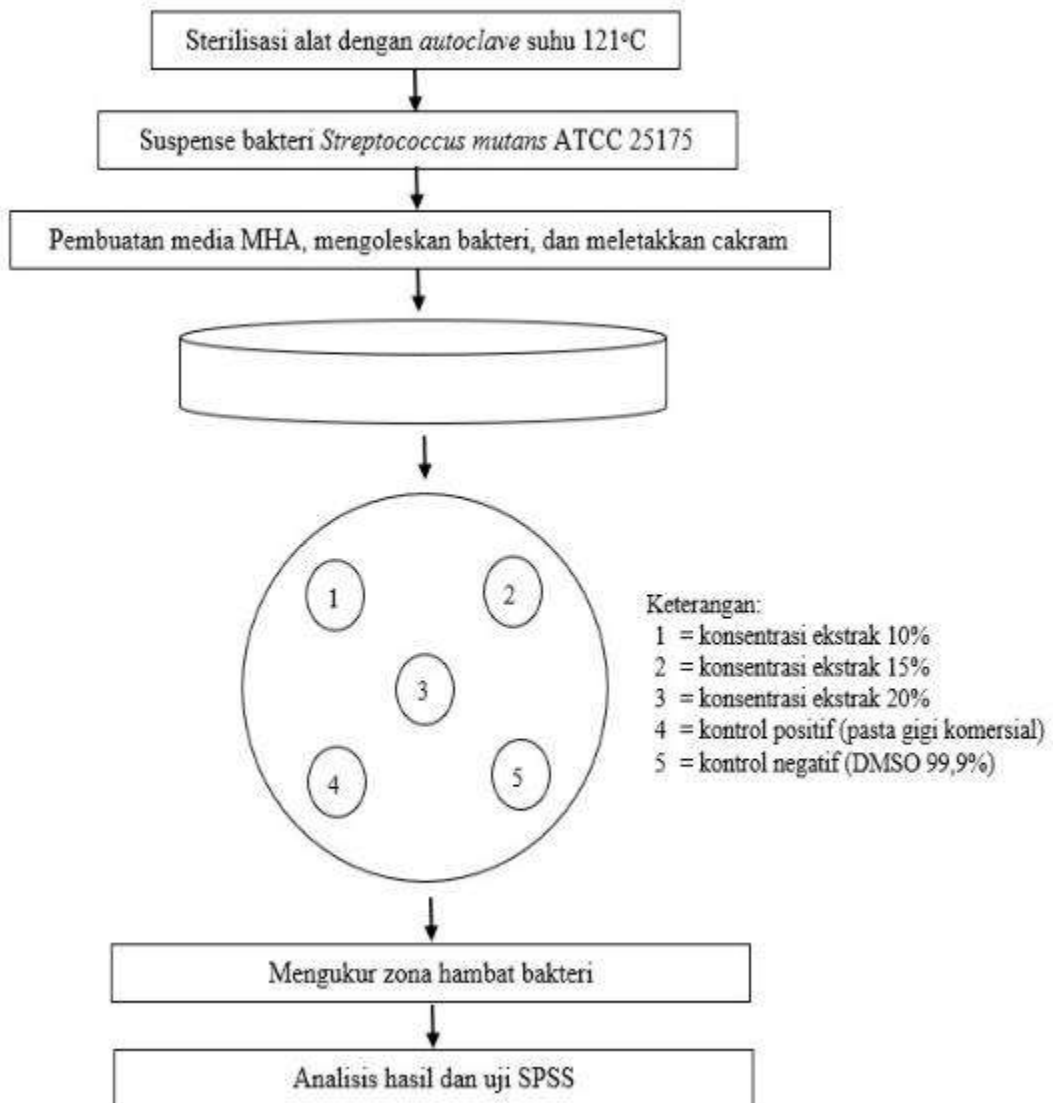 Sterilisasi alat dengan autoclave suhu 121°C
Suspense bakteri Streptococcus mutans ATCC 25175
Pembuatan media MHA, mengoleskan bakteri, dan meletakkan cakram
1
2
3
4
5
Keterangan:
1 = konsentrasi ekstrak 10%
2 = konsentrasi ekstrak 15%
3 = konsentrasi ekstrak 20%
4 = kontrol positif (pasta gigi komersial)
5 = kontrol negatif (DMSO 99,9%)
Mengukur zona hambat bakteri
Analisis hasil dan uji SPSS